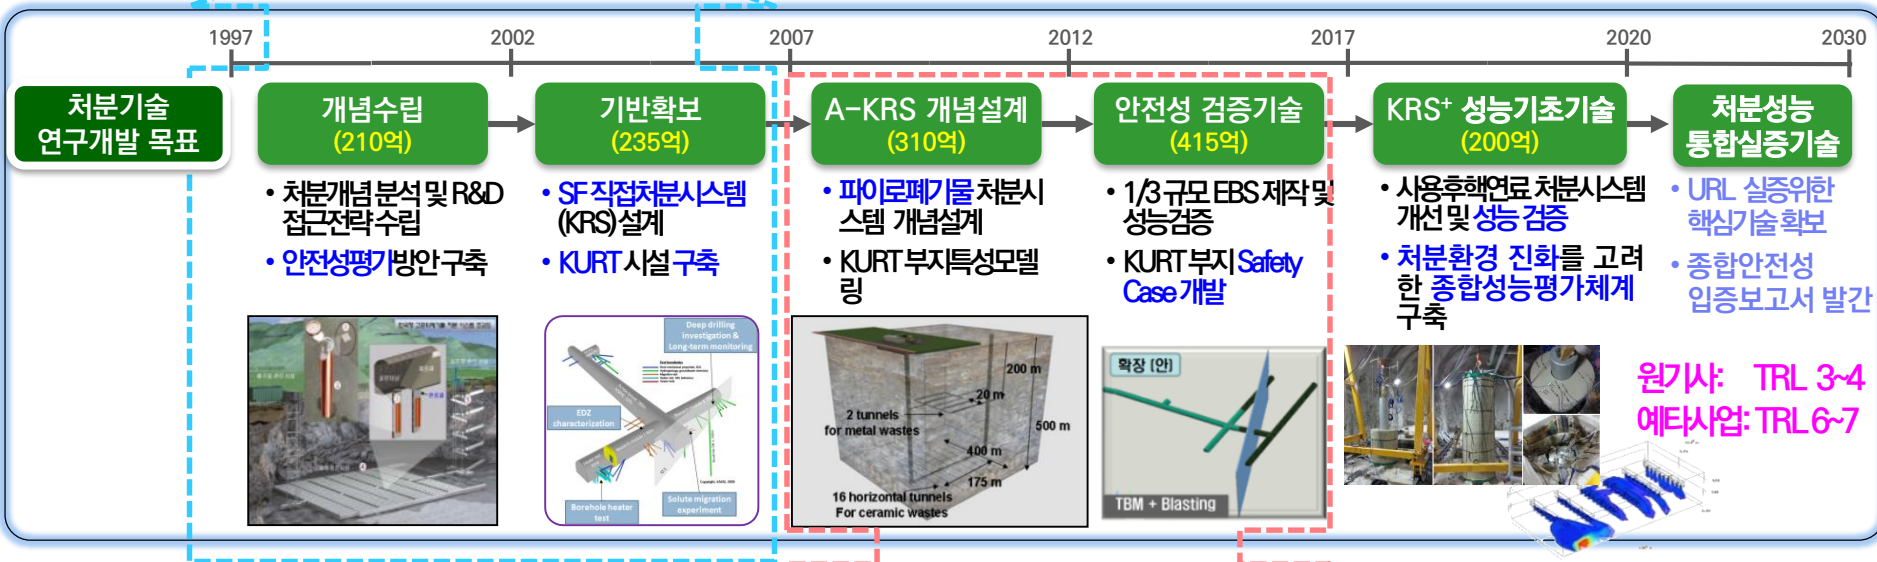 1997
2002
2007
2012
2017
2020
2030
처분기술
연구개발 목표
개념수립
(210억)
기반확보
(235억)
A-KRS 개념설계
(310억)
안전성 검증기술
(415억)
KRS⁺ 성능기초기술
(200억)
처분성능
통합실증기술
• 처분개념 분석 및 R&D
접근전략 수립
• 안전성평가방안 구축
• SF 직접처분시스템
(KRS) 설계
• KURT 시설 구축
• 파이로폐기물 처분시
스템 개념설계
• KURT 부지특성모델
링
• 1/3 규모 EBS 제작 및
성능검증
• KURT 부지 Safety
Case 개발
• 사용후핵연료 처분시스템
개선 및 성능 검증
• 처분환경 진화를 고려
한 종합성능평가체계
구축
• URL 실증위한
핵심기술 확보
• 종합안전성
입증보고서 발간
원기사: TRL 3~4
예타사업: TRL 6~7
Deep drilling
investigation &
Long-term monitoring
EDZ
characterization
Solute migration
experiment
Borehole heater
test
200 m
20 m
2 tunnels
for metal wastes
500 m
400 m
175 m
16 horizontal tunnels
For ceramic wastes
확장 (안)
TBM + Blasting